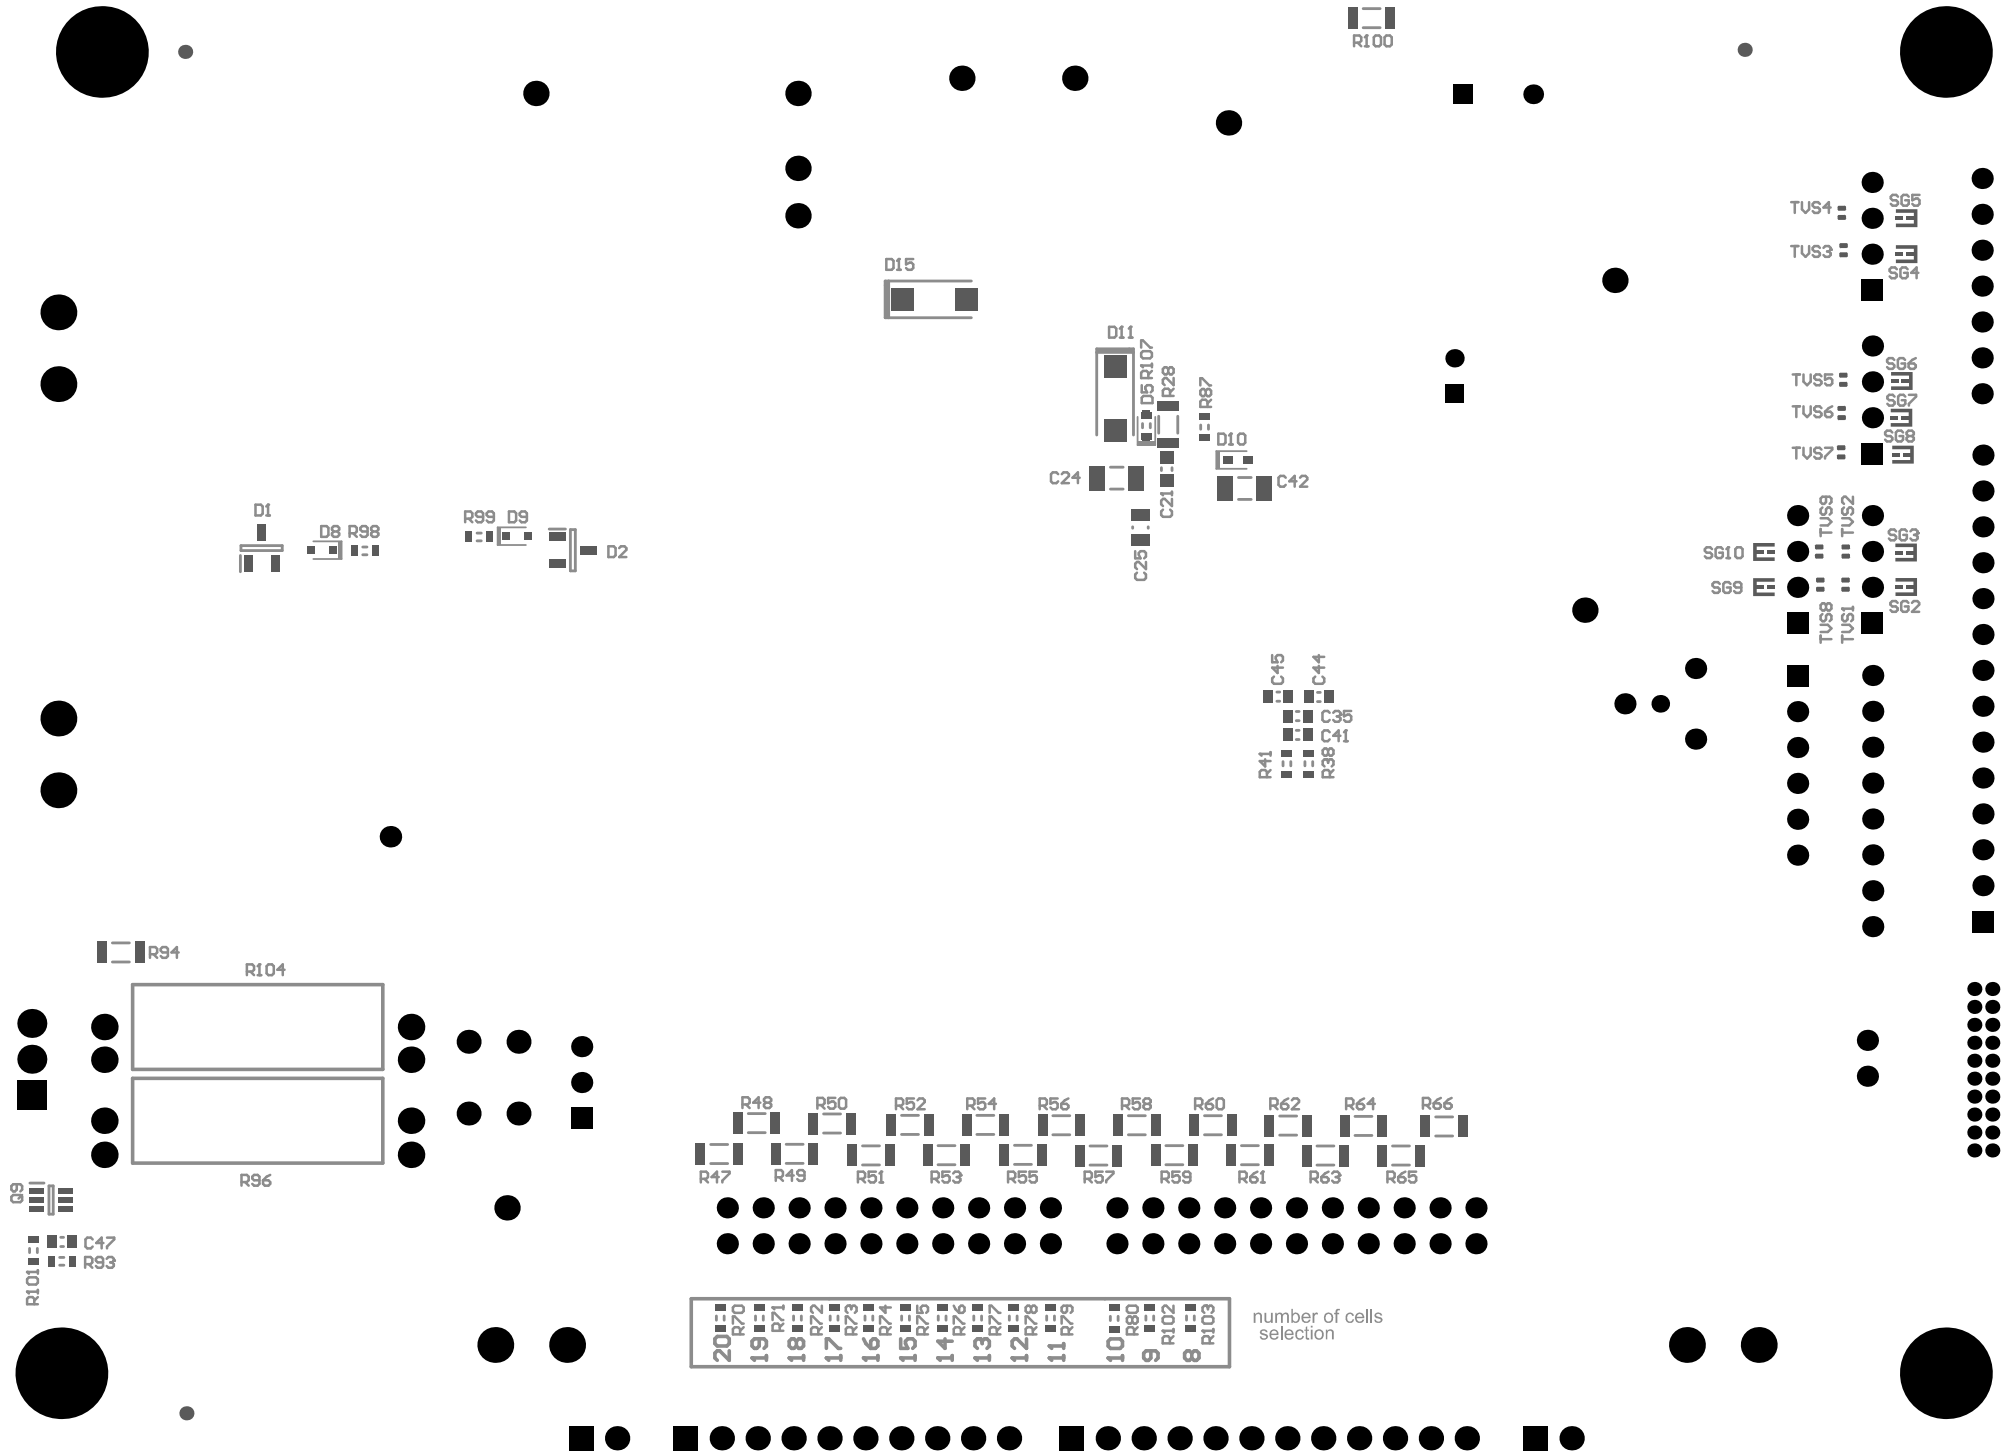 R100
SG5
TVS4
TVS3
SG4
D15
D11
R107
D5
R28
R87
SG6
TVS5
SG7
TVS6
SG8
TVS7
D10
C24
C21
C42
C25
D1
D8
R98
R99
D9
D2
TVS9
TVS2
SG3
SG10
SG9
SG2
TVS8
TVS1
C45
C44
C35
C41
R41
R38
R94
R104
R96
R48
R50
R52
R54
R56
R58
R60
R62
R64
R66
R47
R49
R51
R53
R55
R57
R59
R61
R63
R65
Q9
C47
R93
R101
R70
R71
R72
R73
R74
R75
R76
R77
R78
R79
R80
R102
R103
20
19
18
17
16
15
14
13
12
11
10
9
8
number of cells
selection